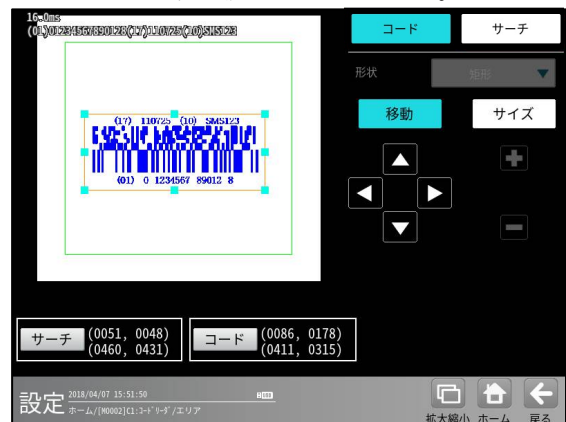 16.0ms
(01)01234567890128(17)110725(10)SMS123
コード
サーチ
形状
矩形
移動
サイズ
(17) 110725 (10) SMS123
(01) 0 1234567 89012 8
サーチ
(0051, 0048)
(0460, 0431)
コード
(0086, 0178)
(0411, 0315)
設定
2018/04/07 15:51:50
ホーム/[M0002]C1:コードリーダ/エリア
拡大縮小
ホーム
戻る